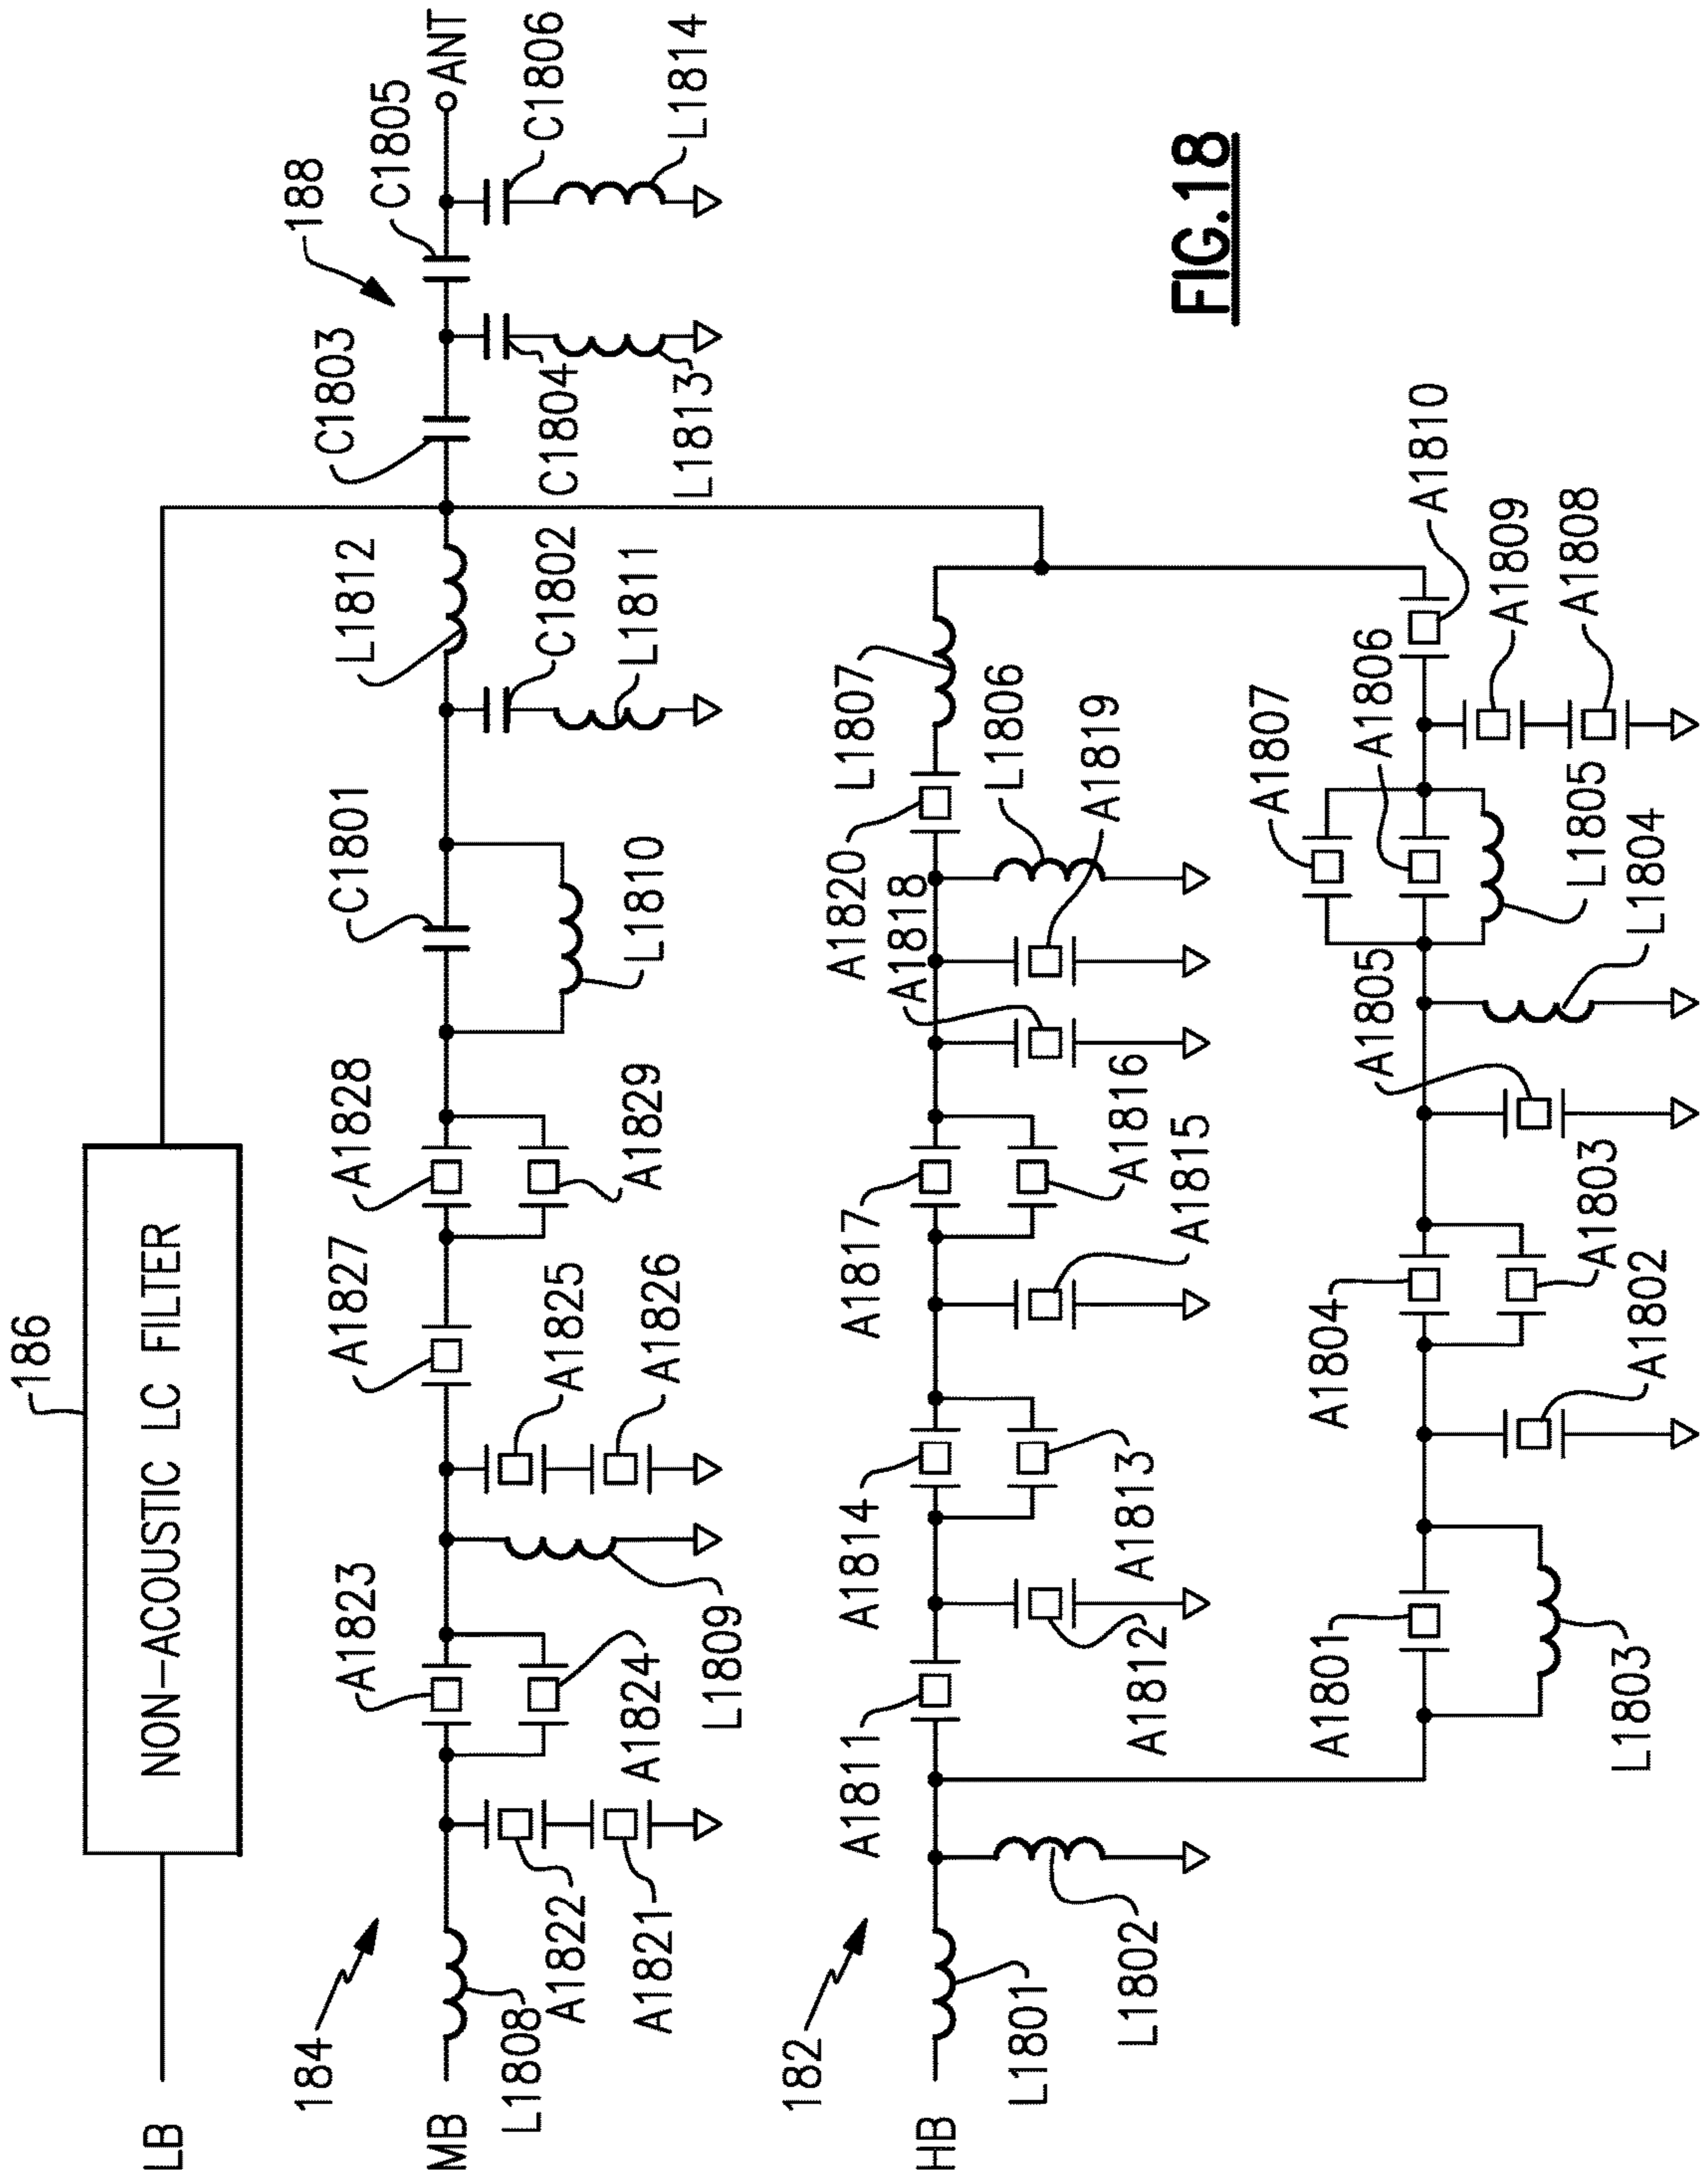 186
LB
NON-ACOUSTIC LC FILTER
188
C1805
ANT
C1806
L1814
C1803
C1804
L1813
184
MB
L1808
A1822
A1821
A1823
A1824
L1809
A1825
A1826
A1827
A1828
A1829
C1801
L1810
L1812
C1802
L1811
182
HB
L1801
L1802
A1811
A1812
A1814
A1813
A1817
A1815
A1816
A1820
A1818
L1807
L1806
A1819
A1801
L1803
A1804
A1802
A1803
A1805
A1807
A1806
L1805
L1804
A1810
A1809
A1808
FIG.18